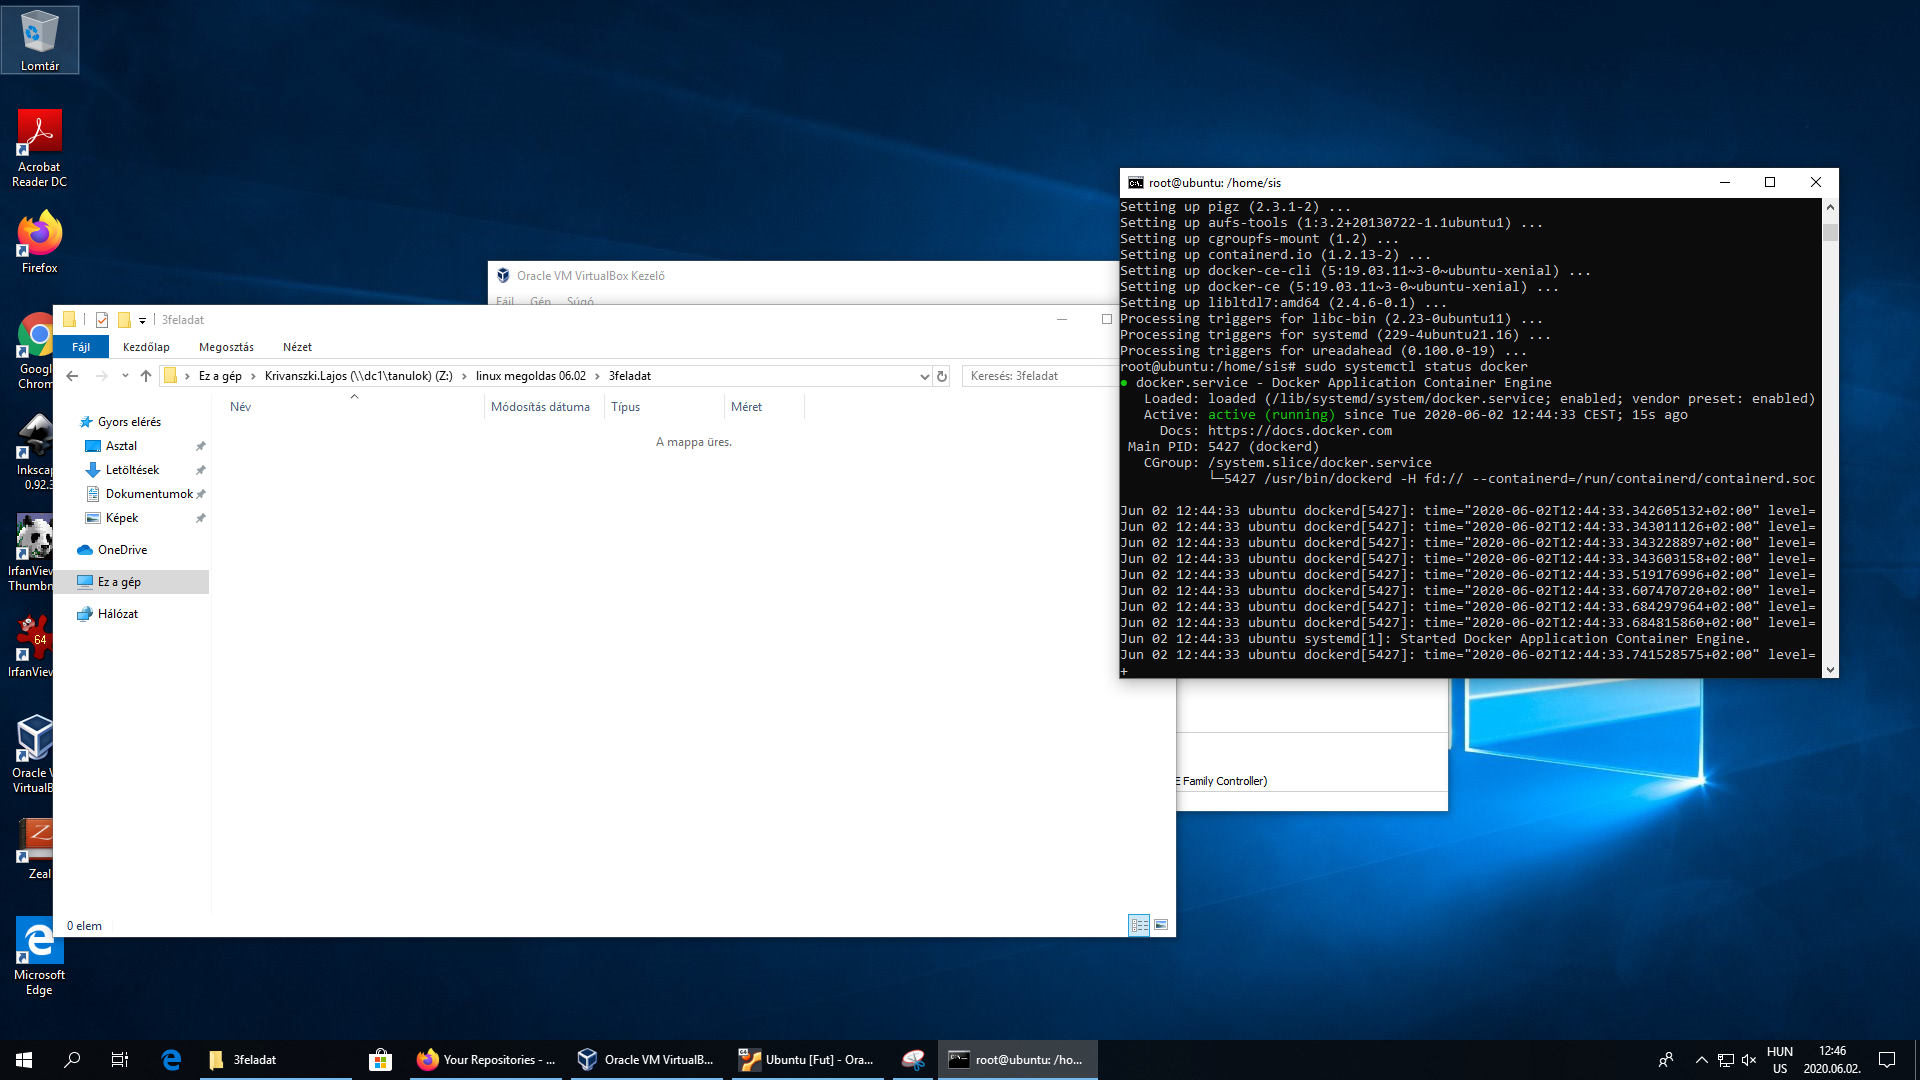 Lomtár
Acrobat
Reader DC
Firefox
Google
Chrom
Inkscap
0.92.3
IrfanView
Thumbn
64
IrfanView
Oracle V
VirtualB
Zeal
Microsoft
Edge
Oracle VM VirtualBox Kezelő
Fájl Gép Súgó
3feladat
Fájl Kezdőlap Megosztás Nézet
Ez a gép Krivanszki.Lajos (\\dc1\tanulok) (Z:) linux megoldas 06.02 3feladat
Keresés: 3feladat
Név Módosítás dátuma Típus Méret
A mappa üres.
Gyors elérés
Asztal
Letöltések
Dokumentumok
Képek
OneDrive
Ez a gép
Hálózat
0 elem
E Family Controller)
root@ubuntu: /home/sis
Setting up pigz (2.3.1-2) ...
Setting up aufs-tools (1:3.2+20130722-1.1ubuntu1) ...
Setting up cgroupfs-mount (1.2) ...
Setting up containerd.io (1.2.13-2) ...
Setting up docker-ce-cli (5:19.03.11~3-0~ubuntu-xenial) ...
Setting up docker-ce (5:19.03.11~3-0~ubuntu-xenial) ...
Setting up libltdl7:amd64 (2.4.6-0.1) ...
Processing triggers for libc-bin (2.23-0ubuntu11) ...
Processing triggers for systemd (229-4ubuntu21.16) ...
Processing triggers for ureadahead (0.100.0-19) ...
root@ubuntu:/home/sis# sudo systemctl status docker
● docker.service - Docker Application Container Engine
Loaded: loaded (/lib/systemd/system/docker.service; enabled; vendor preset: enabled)
Active: active (running) since Tue 2020-06-02 12:44:33 CEST; 15s ago
Docs: https://docs.docker.com
Main PID: 5427 (dockerd)
CGroup: /system.slice/docker.service
└─5427 /usr/bin/dockerd -H fd:// --containerd=/run/containerd/containerd.soc
Jun 02 12:44:33 ubuntu dockerd[5427]: time="2020-06-02T12:44:33.342605132+02:00" level=
Jun 02 12:44:33 ubuntu dockerd[5427]: time="2020-06-02T12:44:33.343011126+02:00" level=
Jun 02 12:44:33 ubuntu dockerd[5427]: time="2020-06-02T12:44:33.343228897+02:00" level=
Jun 02 12:44:33 ubuntu dockerd[5427]: time="2020-06-02T12:44:33.343603158+02:00" level=
Jun 02 12:44:33 ubuntu dockerd[5427]: time="2020-06-02T12:44:33.519176996+02:00" level=
Jun 02 12:44:33 ubuntu dockerd[5427]: time="2020-06-02T12:44:33.607470720+02:00" level=
Jun 02 12:44:33 ubuntu dockerd[5427]: time="2020-06-02T12:44:33.684297964+02:00" level=
Jun 02 12:44:33 ubuntu dockerd[5427]: time="2020-06-02T12:44:33.684815860+02:00" level=
Jun 02 12:44:33 ubuntu systemd[1]: Started Docker Application Container Engine.
Jun 02 12:44:33 ubuntu dockerd[5427]: time="2020-06-02T12:44:33.741528575+02:00" level=
+
3feladat
Your Repositories - ...
Oracle VM VirtualB...
Ubuntu [Fut] - Ora...
root@ubuntu: /ho...
HUN
US
12:46
2020.06.02.